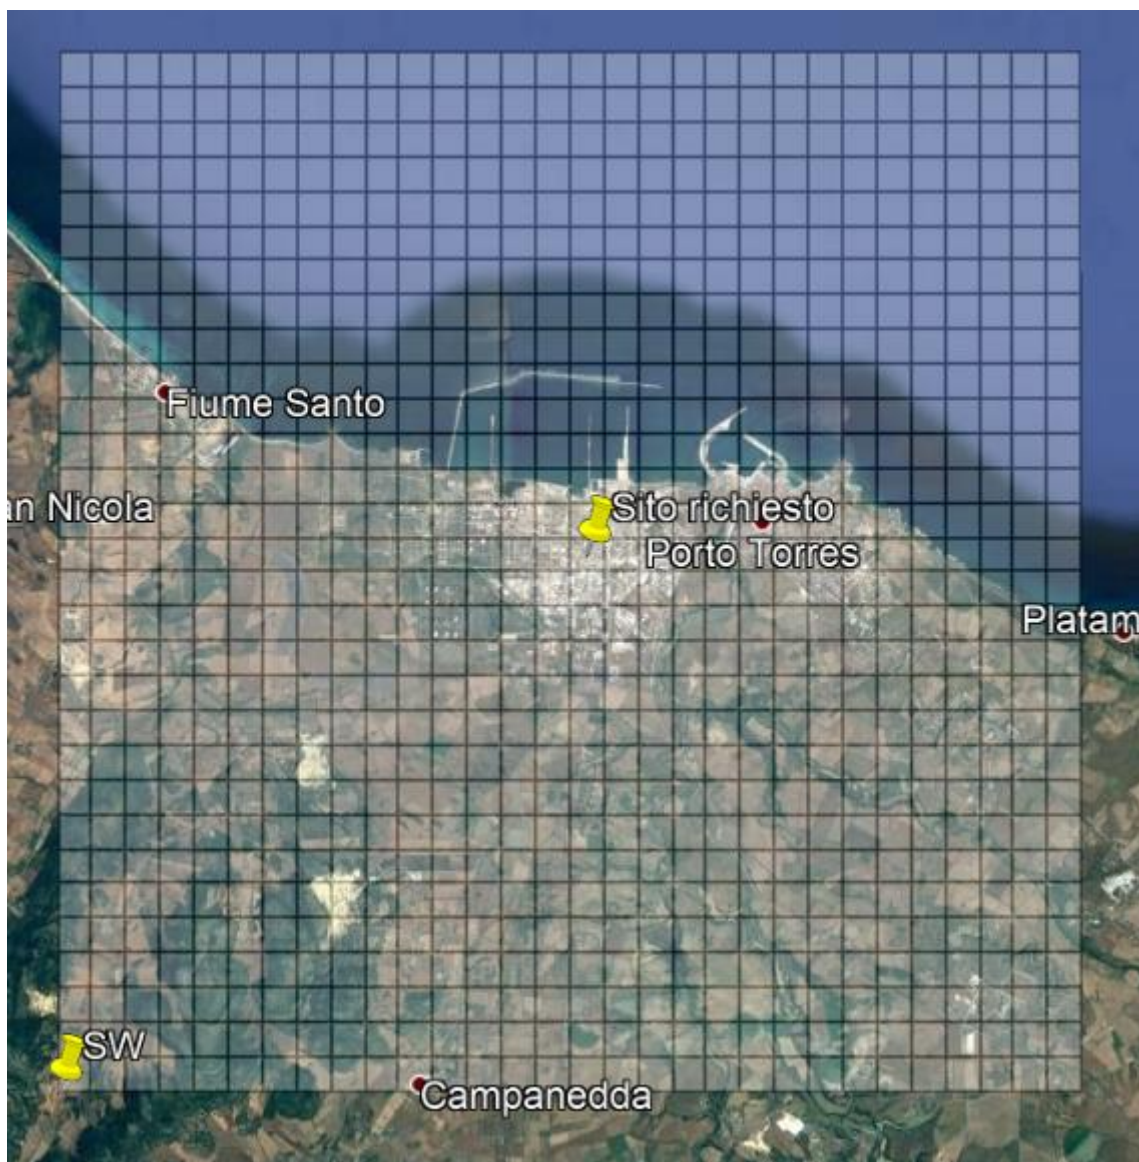 Fiume Santo
an Nicola
Sito richiesto
Porto Torres
Platam
SW
Campanedda